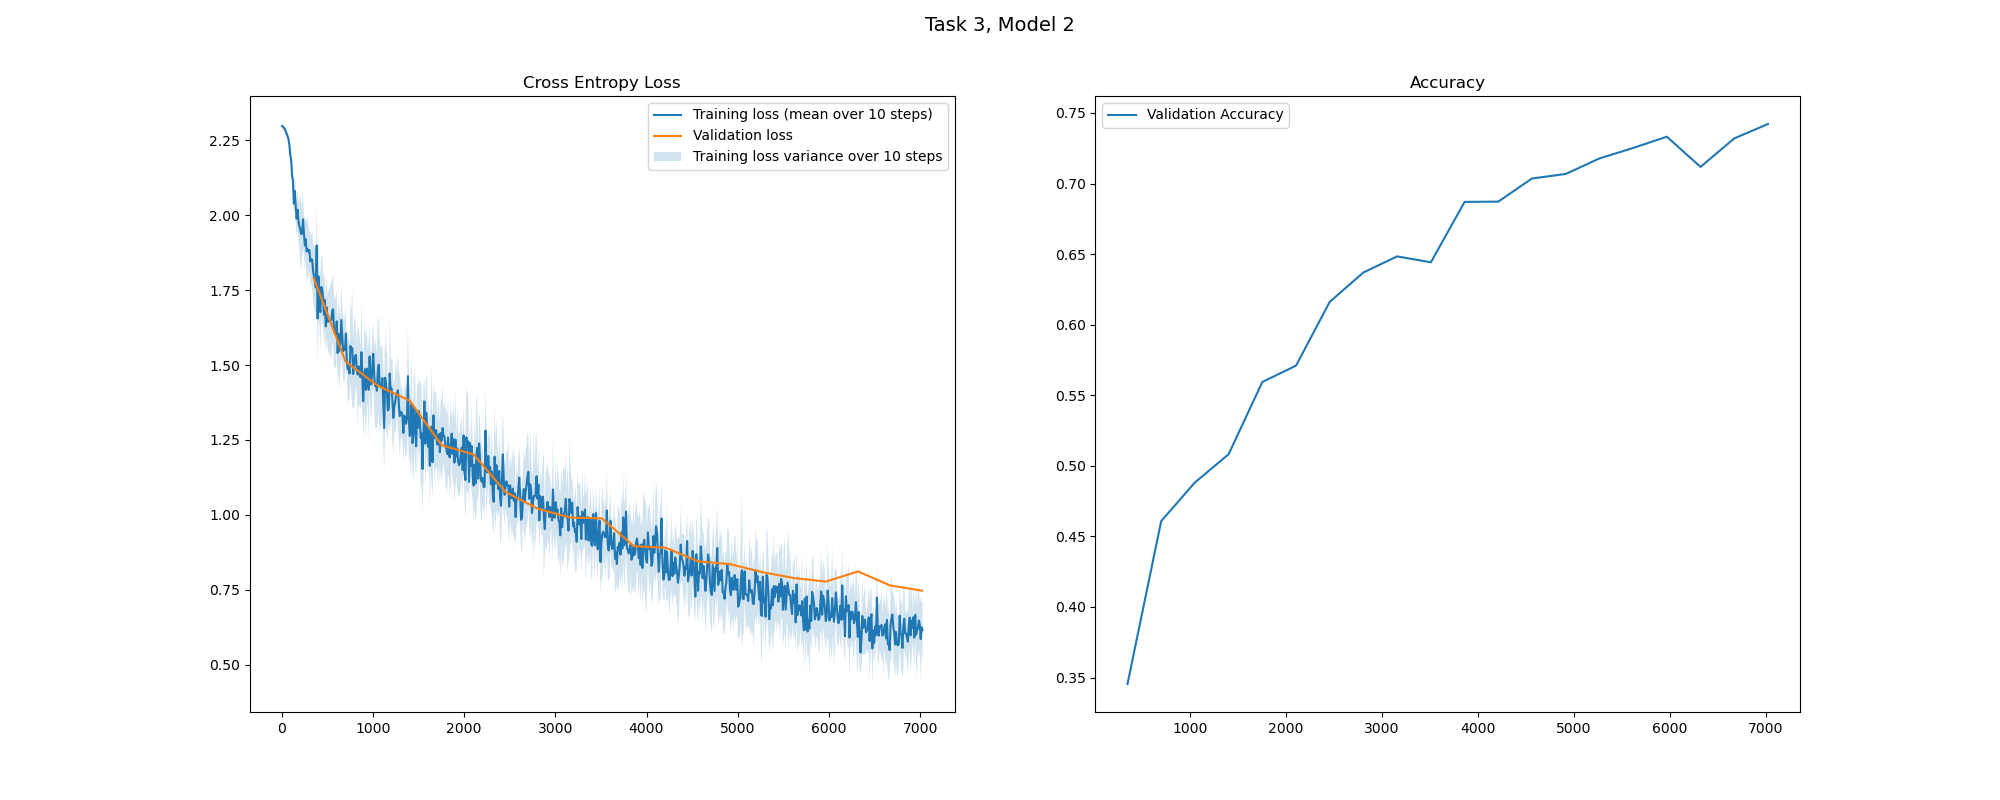 Task 3, Model 2
Cross Entropy Loss
Training loss (mean over 10 steps)
Validation loss
Training loss variance over 10 steps
2.25
2.00
1.75
1.50
1.25
1.00
0.75
0.50
0 1000 2000 3000 4000 5000 6000 7000
Accuracy
Validation Accuracy
0.75
0.70
0.65
0.60
0.55
0.50
0.45
0.40
0.35
1000 2000 3000 4000 5000 6000 7000